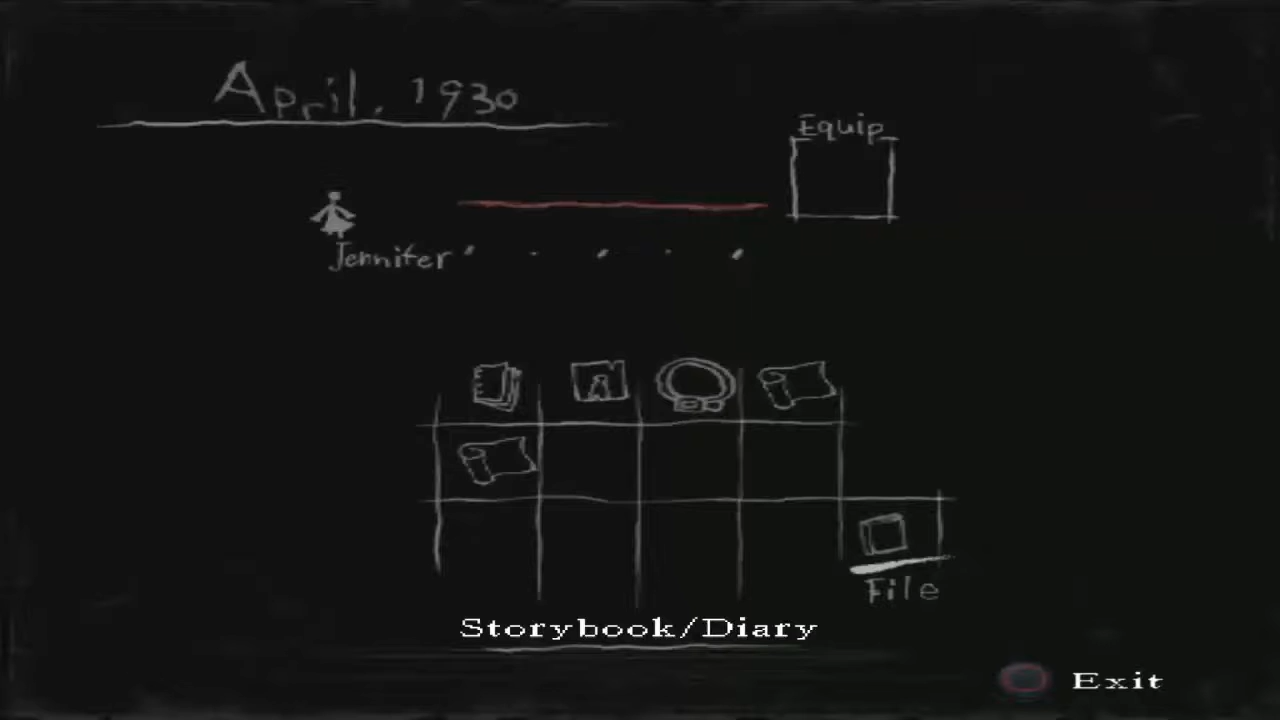 April. 1930
Equip
Jennifer
File
Storybook/Diary
Exit